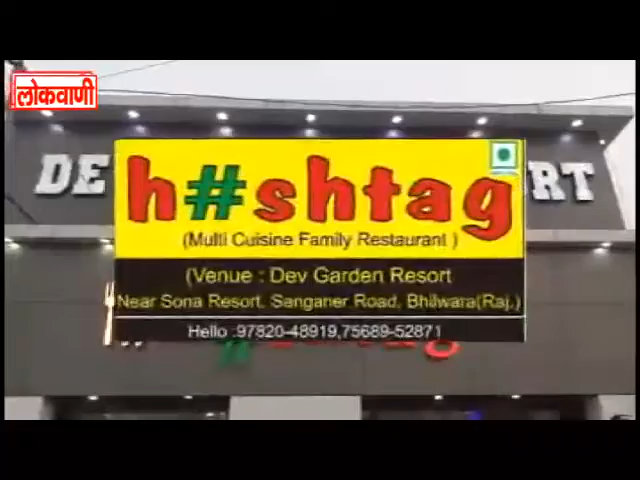 लोकवाणी
DE
RT
h#shtag
(Multi Cuisine Family Restaurant )
(Venue : Dev Garden Resort
Near Sona Resort. Sanganer Road, Bhilwara(Raj.)
Hello :97820-48919,75689-52871